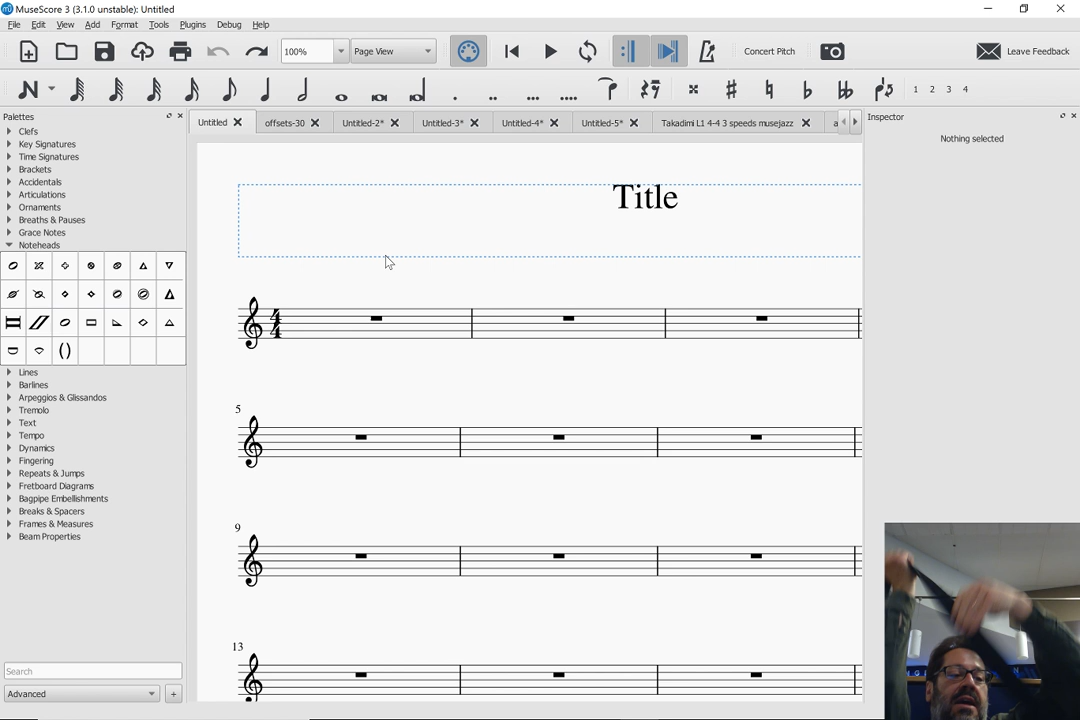 MuseScore 3 (3.1.0 unstable): Untitled
File Edit View Add Format Tools Plugins Debug Help
100% Page View Concert Pitch Leave Feedback
1 2 3 4
Palettes
Clefs
Key Signatures
Time Signatures
Brackets
Accidentals
Articulations
Ornaments
Breaths & Pauses
Grace Notes
Noteheads
Lines
Barlines
Arpeggios & Glissandos
Tremolo
Text
Tempo
Dynamics
Fingering
Repeats & Jumps
Fretboard Diagrams
Bagpipe Embellishments
Breaks & Spacers
Frames & Measures
Beam Properties
Search
Advanced
Untitled offsets-30 Untitled-2* Untitled-3* Untitled-4* Untitled-5* Takadimi L1 4-4 3 speeds musejazz
Title
4
4
5
9
13
Inspector
Nothing selected